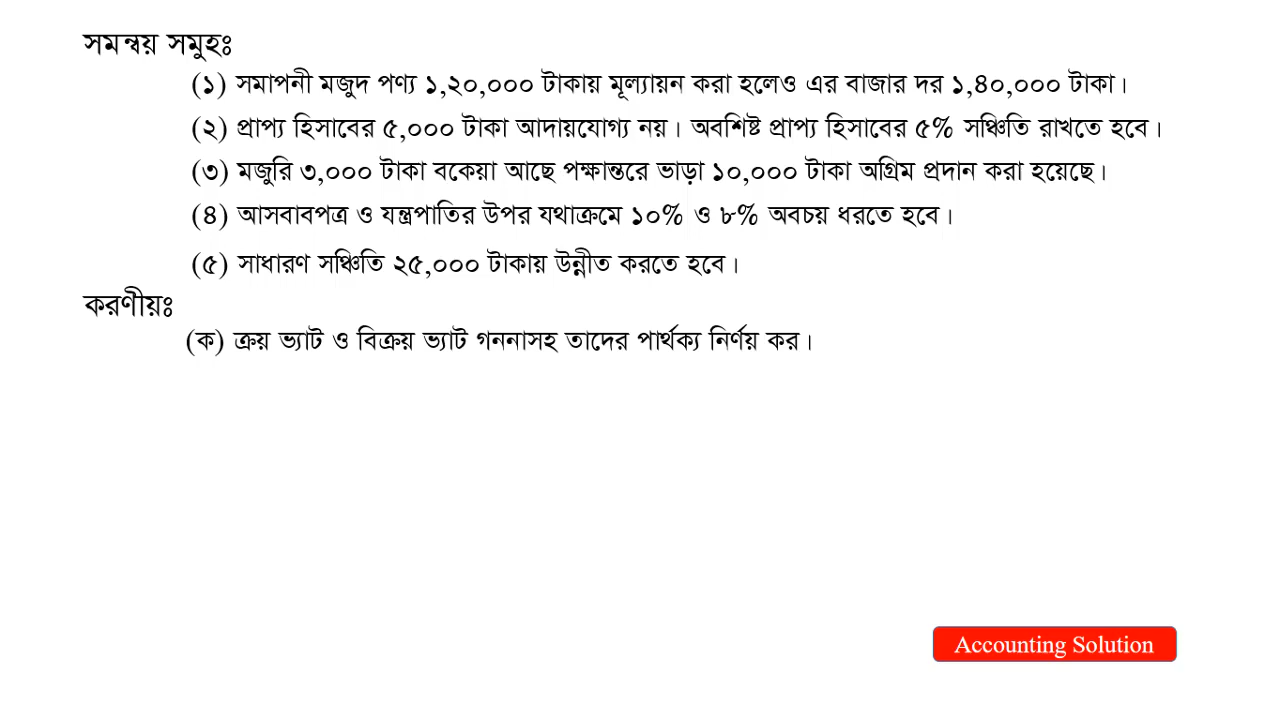 সমন্বয় সমুহঃ
(১) সমাপনী মজুদ পণ্য ১,২০,০০০ টাকায় মূল্যায়ন করা হলেও এর বাজার দর ১,৪০,০০০ টাকা।
(২) প্রাপ্য হিসাবের ৫,০০০ টাকা আদায়যোগ্য নয়। অবশিষ্ট প্রাপ্য হিসাবের ৫% সঞ্চিতি রাখতে হবে।
(৩) মজুরি ৩,০০০ টাকা বকেয়া আছে পক্ষান্তরে ভাড়া ১০,০০০ টাকা অগ্রিম প্রদান করা হয়েছে।
(৪) আসবাবপত্র ও যন্ত্রপাতির উপর যথাক্রমে ১০% ও ৮% অবচয় ধরতে হবে।
(৫) সাধারণ সঞ্চিতি ২৫,০০০ টাকায় উন্নীত করতে হবে।
করণীয়ঃ
(ক) ক্রয় ভ্যাট ও বিক্রয় ভ্যাট গননাসহ তাদের পার্থক্য নির্ণয় কর।
Accounting Solution